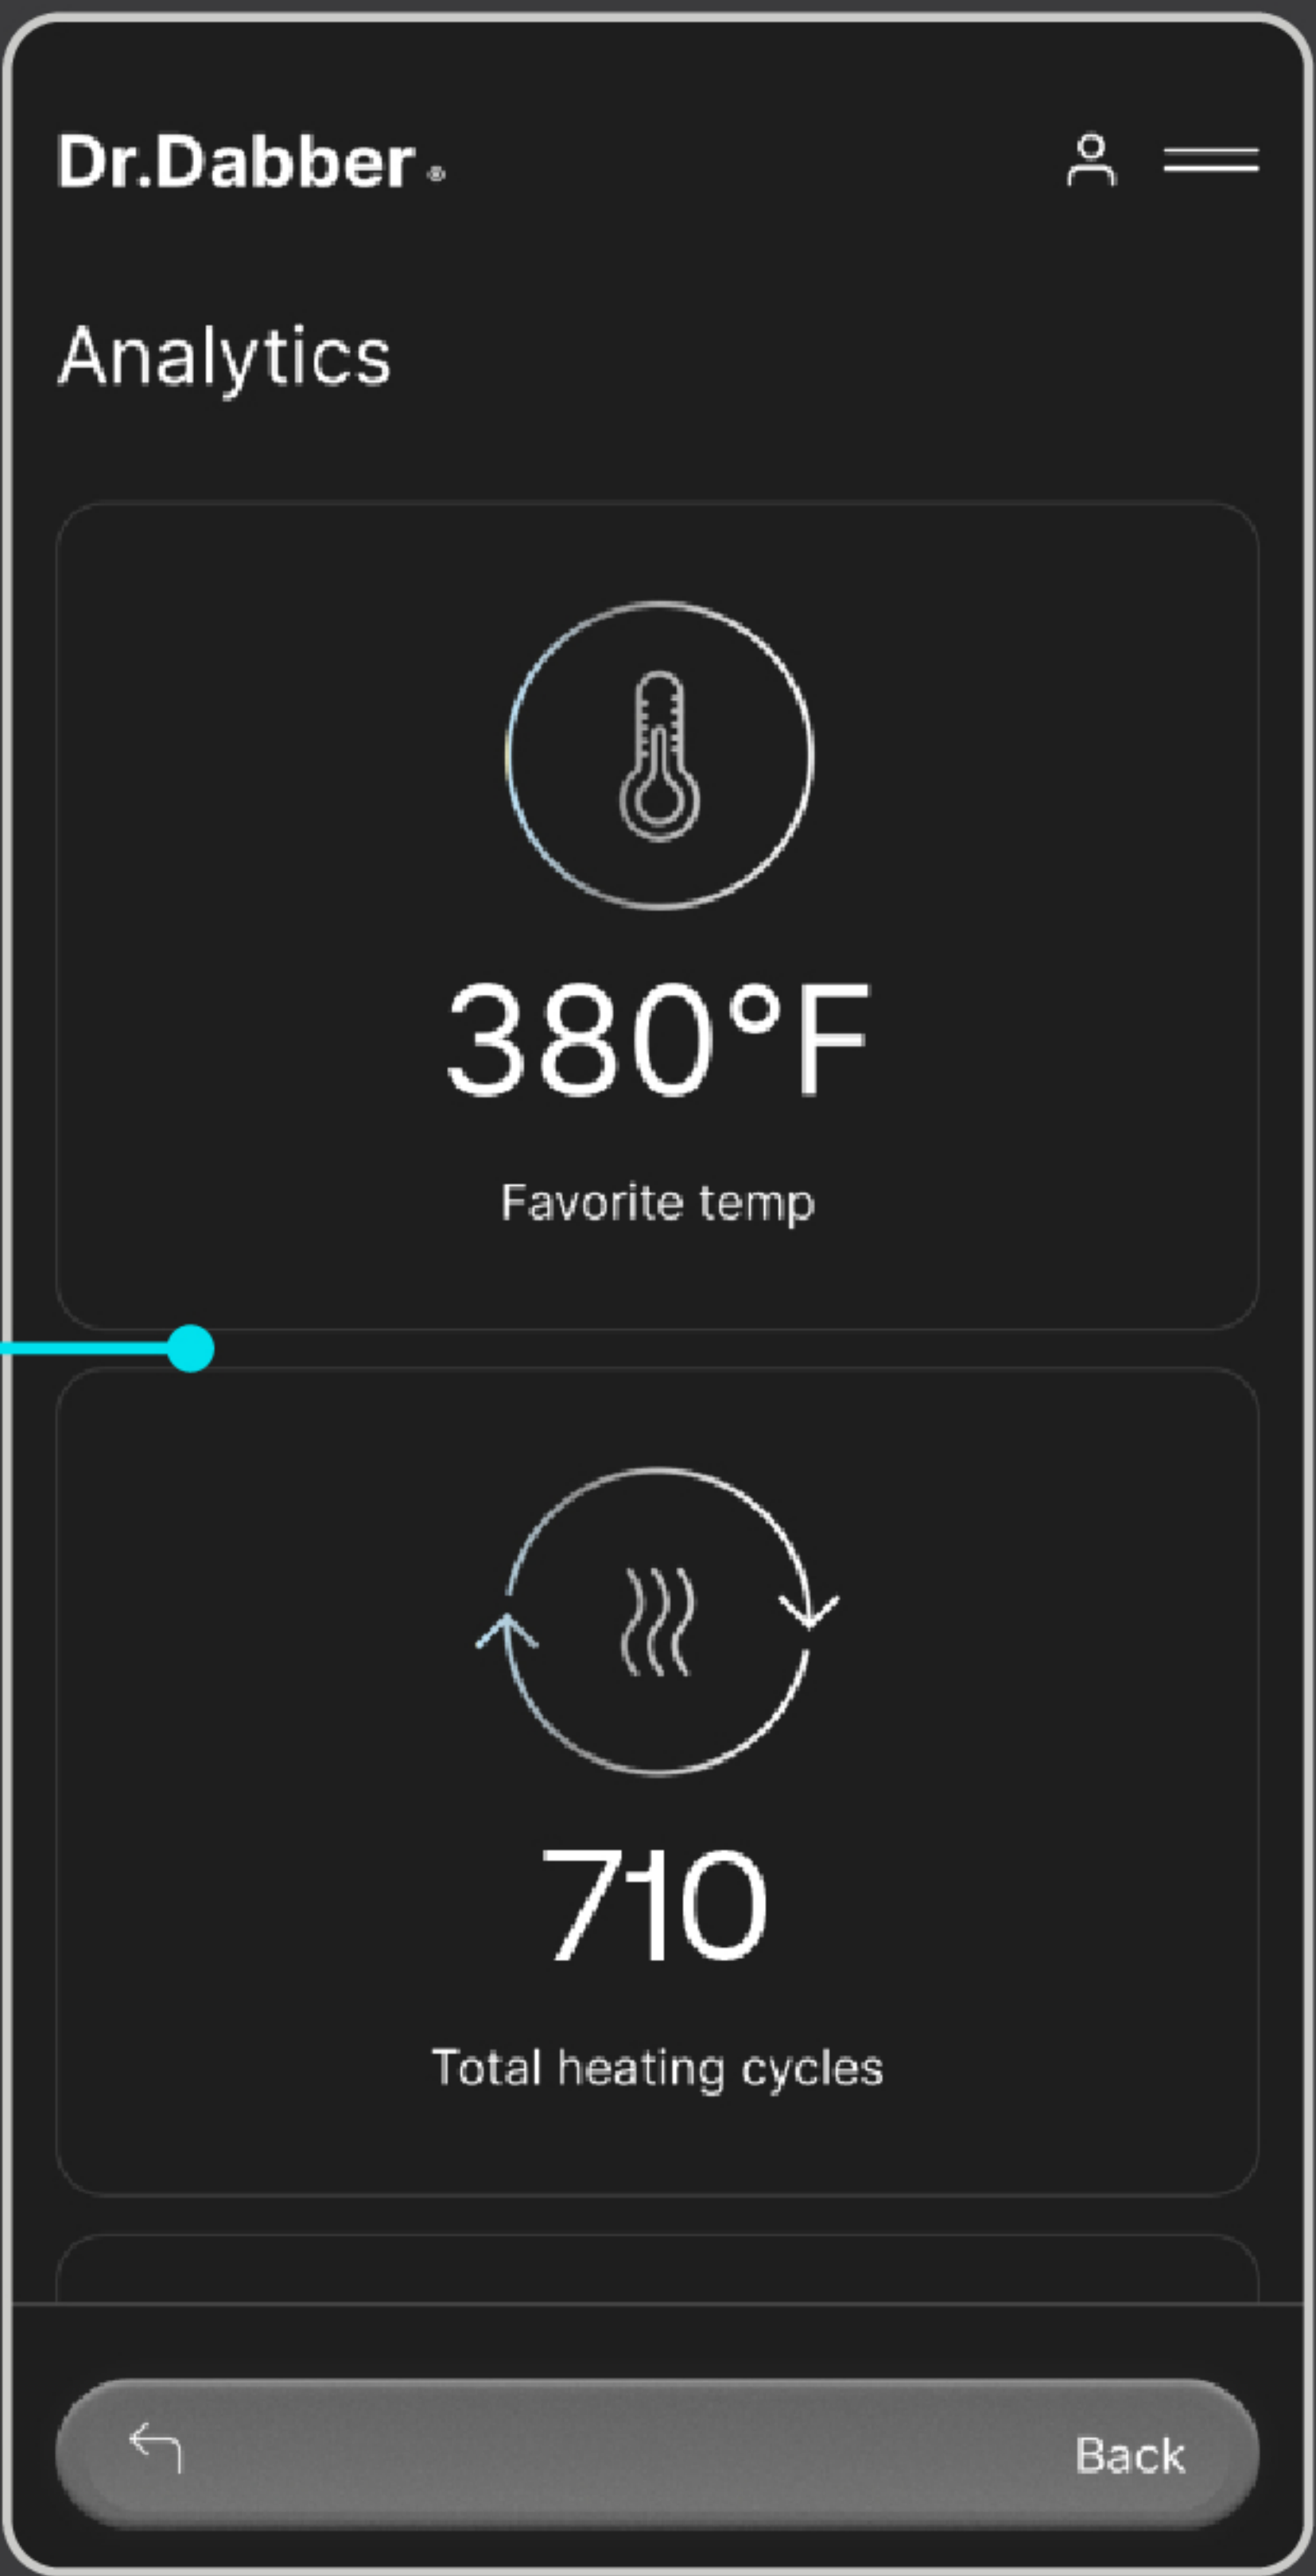 Dr.Dabber®
Analytics
380°F
Favorite temp
710
Total heating cycles
Back